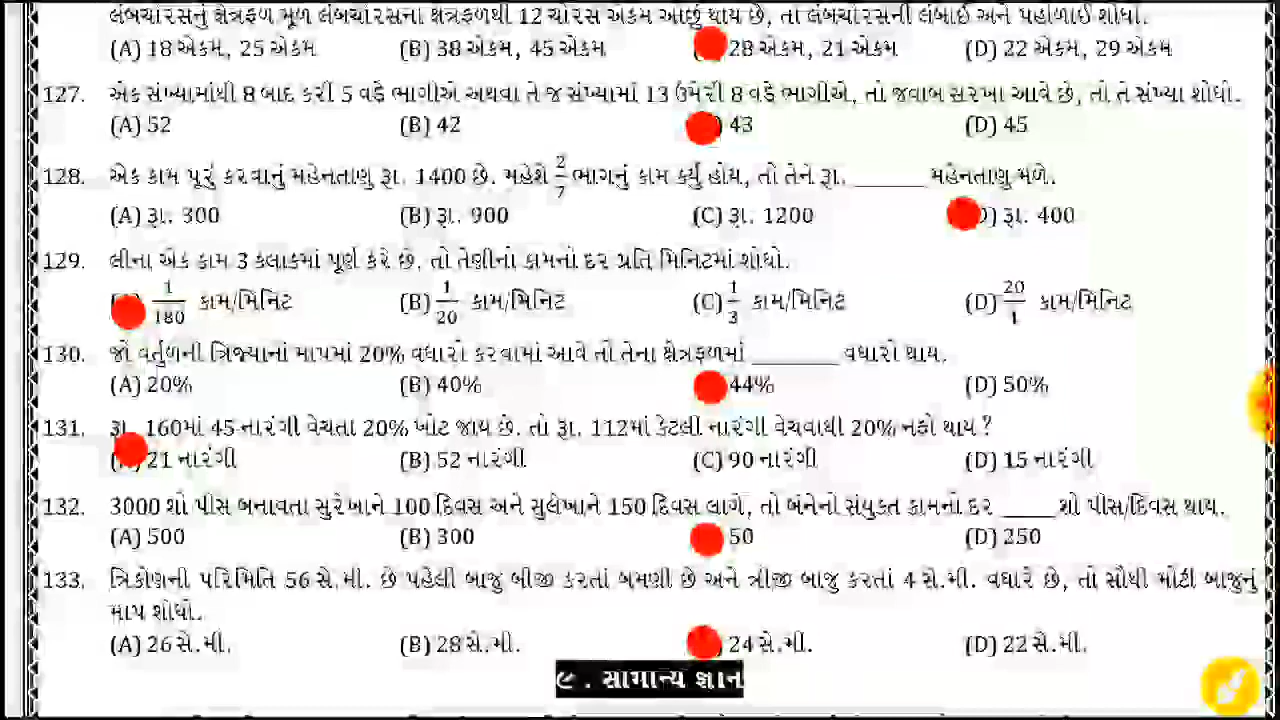 લંબચોરસનું ક્ષેત્રફળ મૂળ લંબચોરસના ક્ષેત્રફળથી 12 ચોરસ એકમ ઓછું થાય છે, તો લંબચોરસની લંબાઈ અને પહોળાઈ શોધો.
(A) 18 એકમ, 25 એકમ (B) 38 એકમ, 45 એકમ 28 એકમ, 21 એકમ (D) 22 એકમ, 29 એકમ
127. એક સંખ્યામાંથી 8 બાદ કરી 5 વડે ભાગીએ અથવા તે જ સંખ્યામાં 13 ઉમેરી 8 વડે ભાગીએ, તો જવાબ સરખા આવે છે, તો તે સંખ્યા શોધો.
(A) 52 (B) 42 ) 43 (D) 45
128. એક કામ પૂરું કરવાનું મહેનતાણુ રૂા. 1400 છે. મહેશે 2/7 ભાગનું કામ કર્યુ હોય, તો તેને રૂા. ______ મહેનતાણુ મળે.
(A) રૂા. 300 (B) રૂા. 900 (C) રૂા. 1200 D) રૂા. 400
129. લીના એક કામ 3 કલાકમાં પૂર્ણ કરે છે. તો તેણીનો કામનો દર પ્રતિ મિનિટમાં શોધો.
1/180 કામ/મિનિટ (B) 1/20 કામ/મિનિટ (C) 1/3 કામ/મિનિટ (D) 20/1 કામ/મિનિટ
130. જો વર્તુળની ત્રિજ્યાનાં માપમાં 20% વધારો કરવામાં આવે તો તેના ક્ષેત્રફળમાં ________ વધારો થાય.
(A) 20% (B) 40% 44% (D) 50%
131. રૂા. 160માં 45 નારંગી વેચતા 20% ખોટ જાય છે. તો રૂા. 112માં કેટલી નારંગી વેચવાથી 20% નફો થાય ?
( ) 21 નારંગી (B) 52 નારંગી (C) 90 નારંગી (D) 15 નારંગી
132. 3000 શો પીસ બનાવતા સુરેખાને 100 દિવસ અને સુલેખાને 150 દિવસ લાગે, તો બંનેનો સંયુક્ત કામનો દર _____ શો પીસ/દિવસ થાય.
(A) 500 (B) 300 50 (D) 250
133. ત્રિકોણની પરિમિતિ 56 સે.મી. છે પહેલી બાજુ બીજી કરતાં બમણી છે અને ત્રીજી બાજુ કરતાં 4 સે.મી. વધારે છે, તો સૌથી મોટી બાજુનું
માપ શોધો.
(A) 26 સે.મી. (B) 28 સે.મી. ) 24 સે.મી. (D) 22 સે.મી.
૯ . સામાન્ય જ્ઞાન